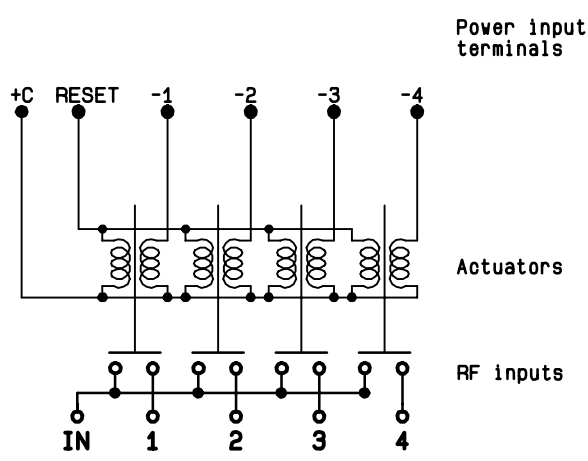 Power input
terminals
+C RESET -1 -2 -3 -4
Actuators
RF inputs
IN 1 2 3 4